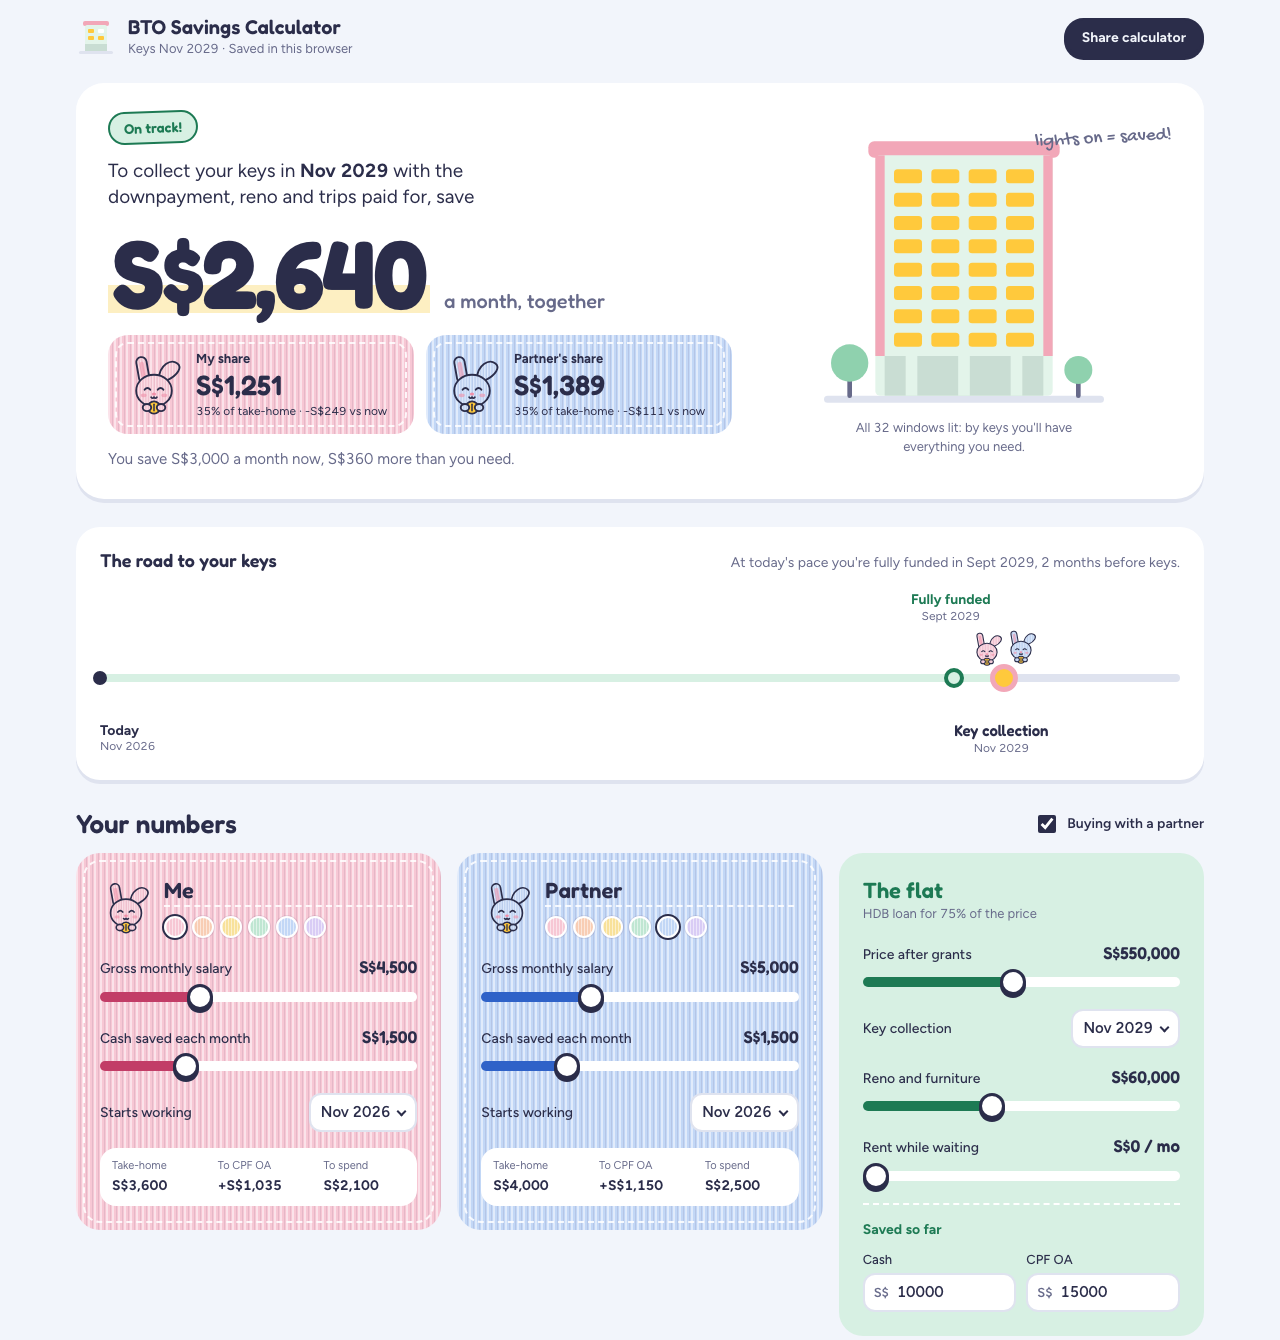 BTO Savings Calculator
Keys Nov 2029 · Saved in this browser
Share calculator
On track!
To collect your keys in Nov 2029 with the
downpayment, reno and trips paid for, save
S$2,640
a month, together
My share
S$1,251
35% of take-home · -S$249 vs now
Partner's share
S$1,389
35% of take-home · -S$111 vs now
You save S$3,000 a month now, S$360 more than you need.
lights on = saved!
All 32 windows lit: by keys you'll have
everything you need.
The road to your keys
At today's pace you're fully funded in Sept 2029, 2 months before keys.
Fully funded
Sept 2029
Today
Nov 2026
Key collection
Nov 2029
Your numbers
Buying with a partner
Me
Gross monthly salary
S$4,500
Cash saved each month
S$1,500
Starts working
Nov 2026
Take-home
To CPF OA
To spend
S$3,600
+S$1,035
S$2,100
Partner
Gross monthly salary
S$5,000
Cash saved each month
S$1,500
Starts working
Nov 2026
Take-home
To CPF OA
To spend
S$4,000
+S$1,150
S$2,500
The flat
HDB loan for 75% of the price
Price after grants
S$550,000
Key collection
Nov 2029
Reno and furniture
S$60,000
Rent while waiting
S$0 / mo
Saved so far
Cash
CPF OA
S$ 10000
S$ 15000